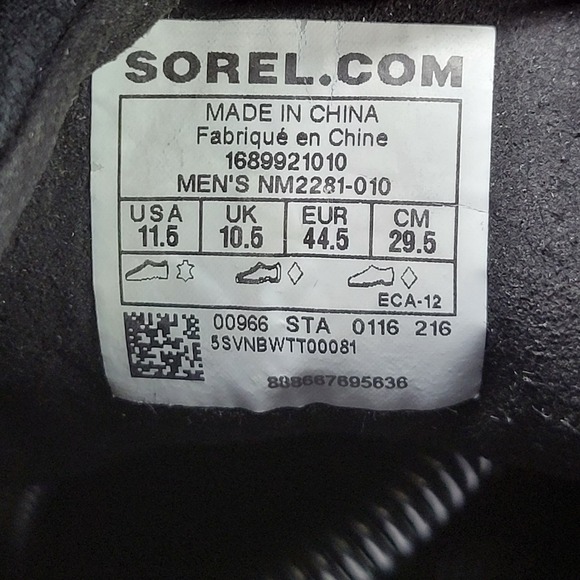 SOREL.COM
MADE IN CHINA
Fabriqué en Chine
1689921010
MEN'S NM2281-010
USA UK EUR CM
11.5 10.5 44.5 29.5
ECA-12
00966 STA 0116 216
5SVNBWTT00081
888667695636